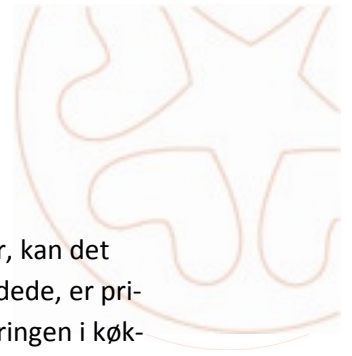 r, kan det
dede, er pri-
ringen i køk-